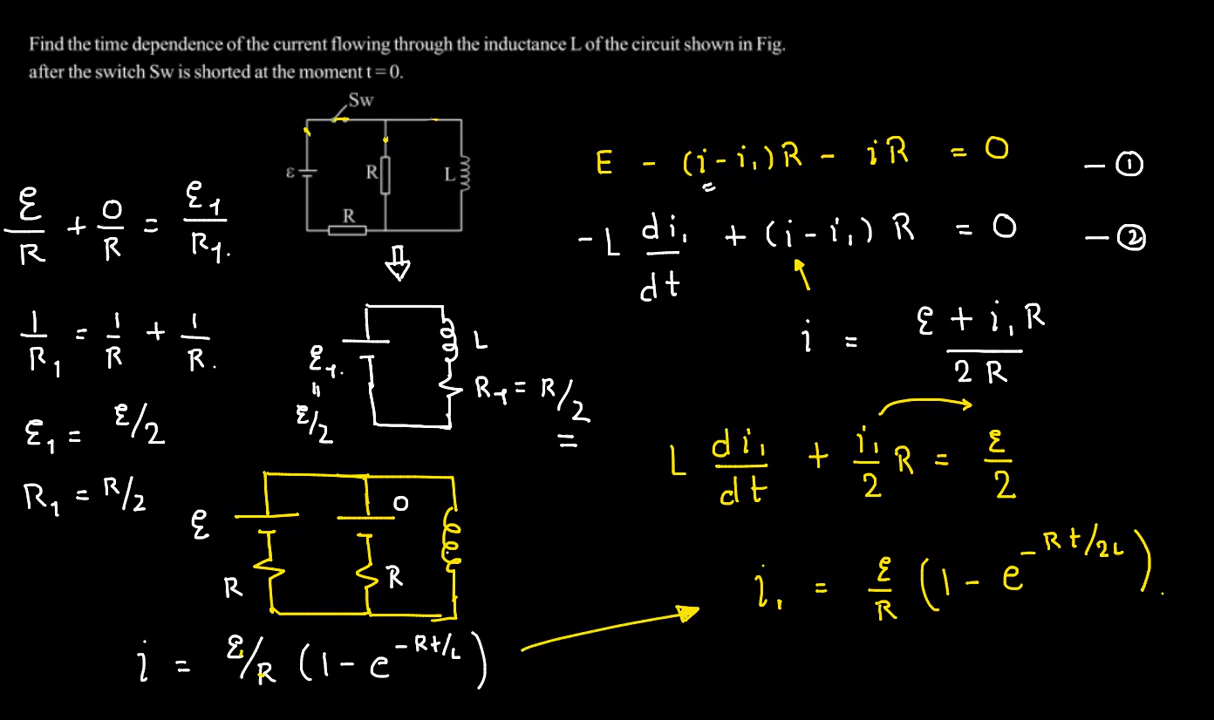 Find the time dependence of the current flowing through the inductance L of the circuit shown in Fig.
after the switch Sw is shorted at the moment t = 0.
Sw
ε
R
L
R
E - (i - i₁)R - iR = 0 - ①
-L di₁/dt + (i - i₁) R = 0 - ②
i = (ε + i₁R)/2R
L di₁/dt + i₁/2 R = ε/2
i₁ = ε/R (1 - e^(-Rt/2L)).
ε/R + 0/R = ε₁/R₁.
1/R₁ = 1/R + 1/R.
ε₁ = ε/2
R₁ = R/2
ε₁.
=
ε/2
L
R₁ = R/2
=
ε
0
R
R
i = ε/R (1 - e^(-Rt/L))